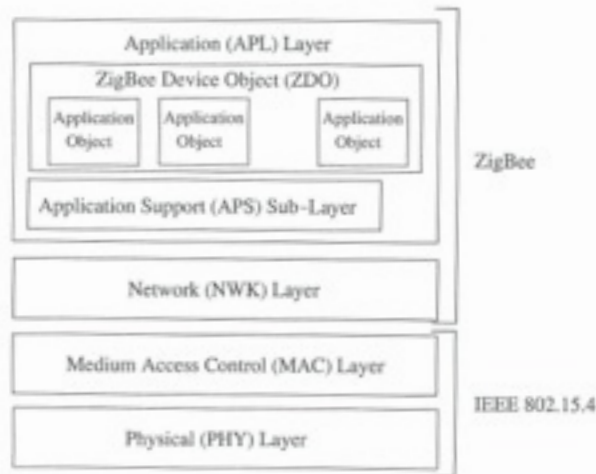 Application (APL) Layer
ZigBee Device Object (ZDO)
Application
Object
Application
Object
Application
Object
Application Support (APS) Sub-Layer
ZigBee
Network (NWK) Layer
Medium Access Control (MAC) Layer
IEEE 802.15.4
Physical (PHY) Layer